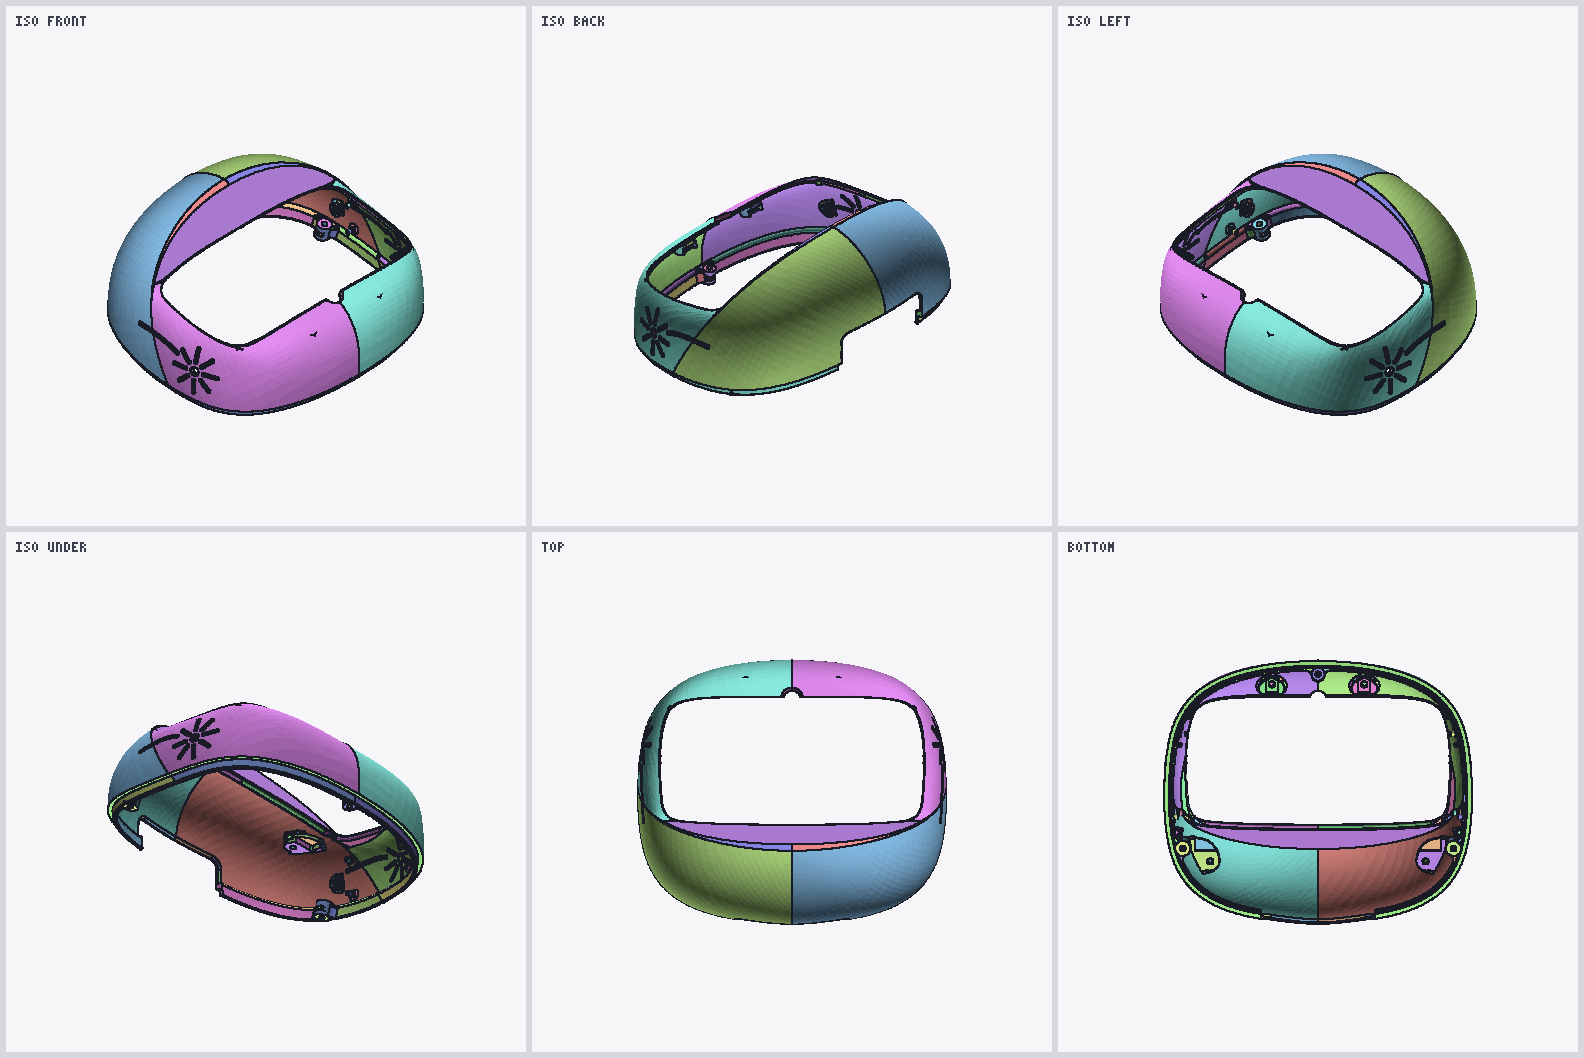 ISO FRONT
ISO BACK
ISO LEFT
ISO UNDER
TOP
BOTTOM